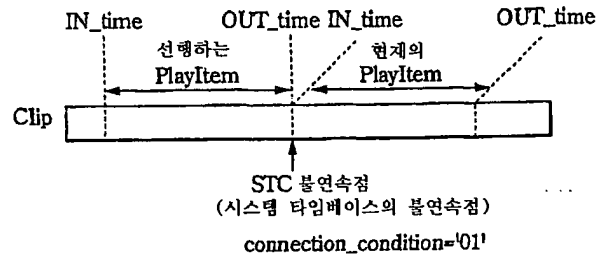 IN_time OUT_time IN_time OUT_time
선행하는 현재의
PlayItem PlayItem
Clip
STC 불연속점
(시스템 타임베이스의 불연속점)
connection_condition='01'